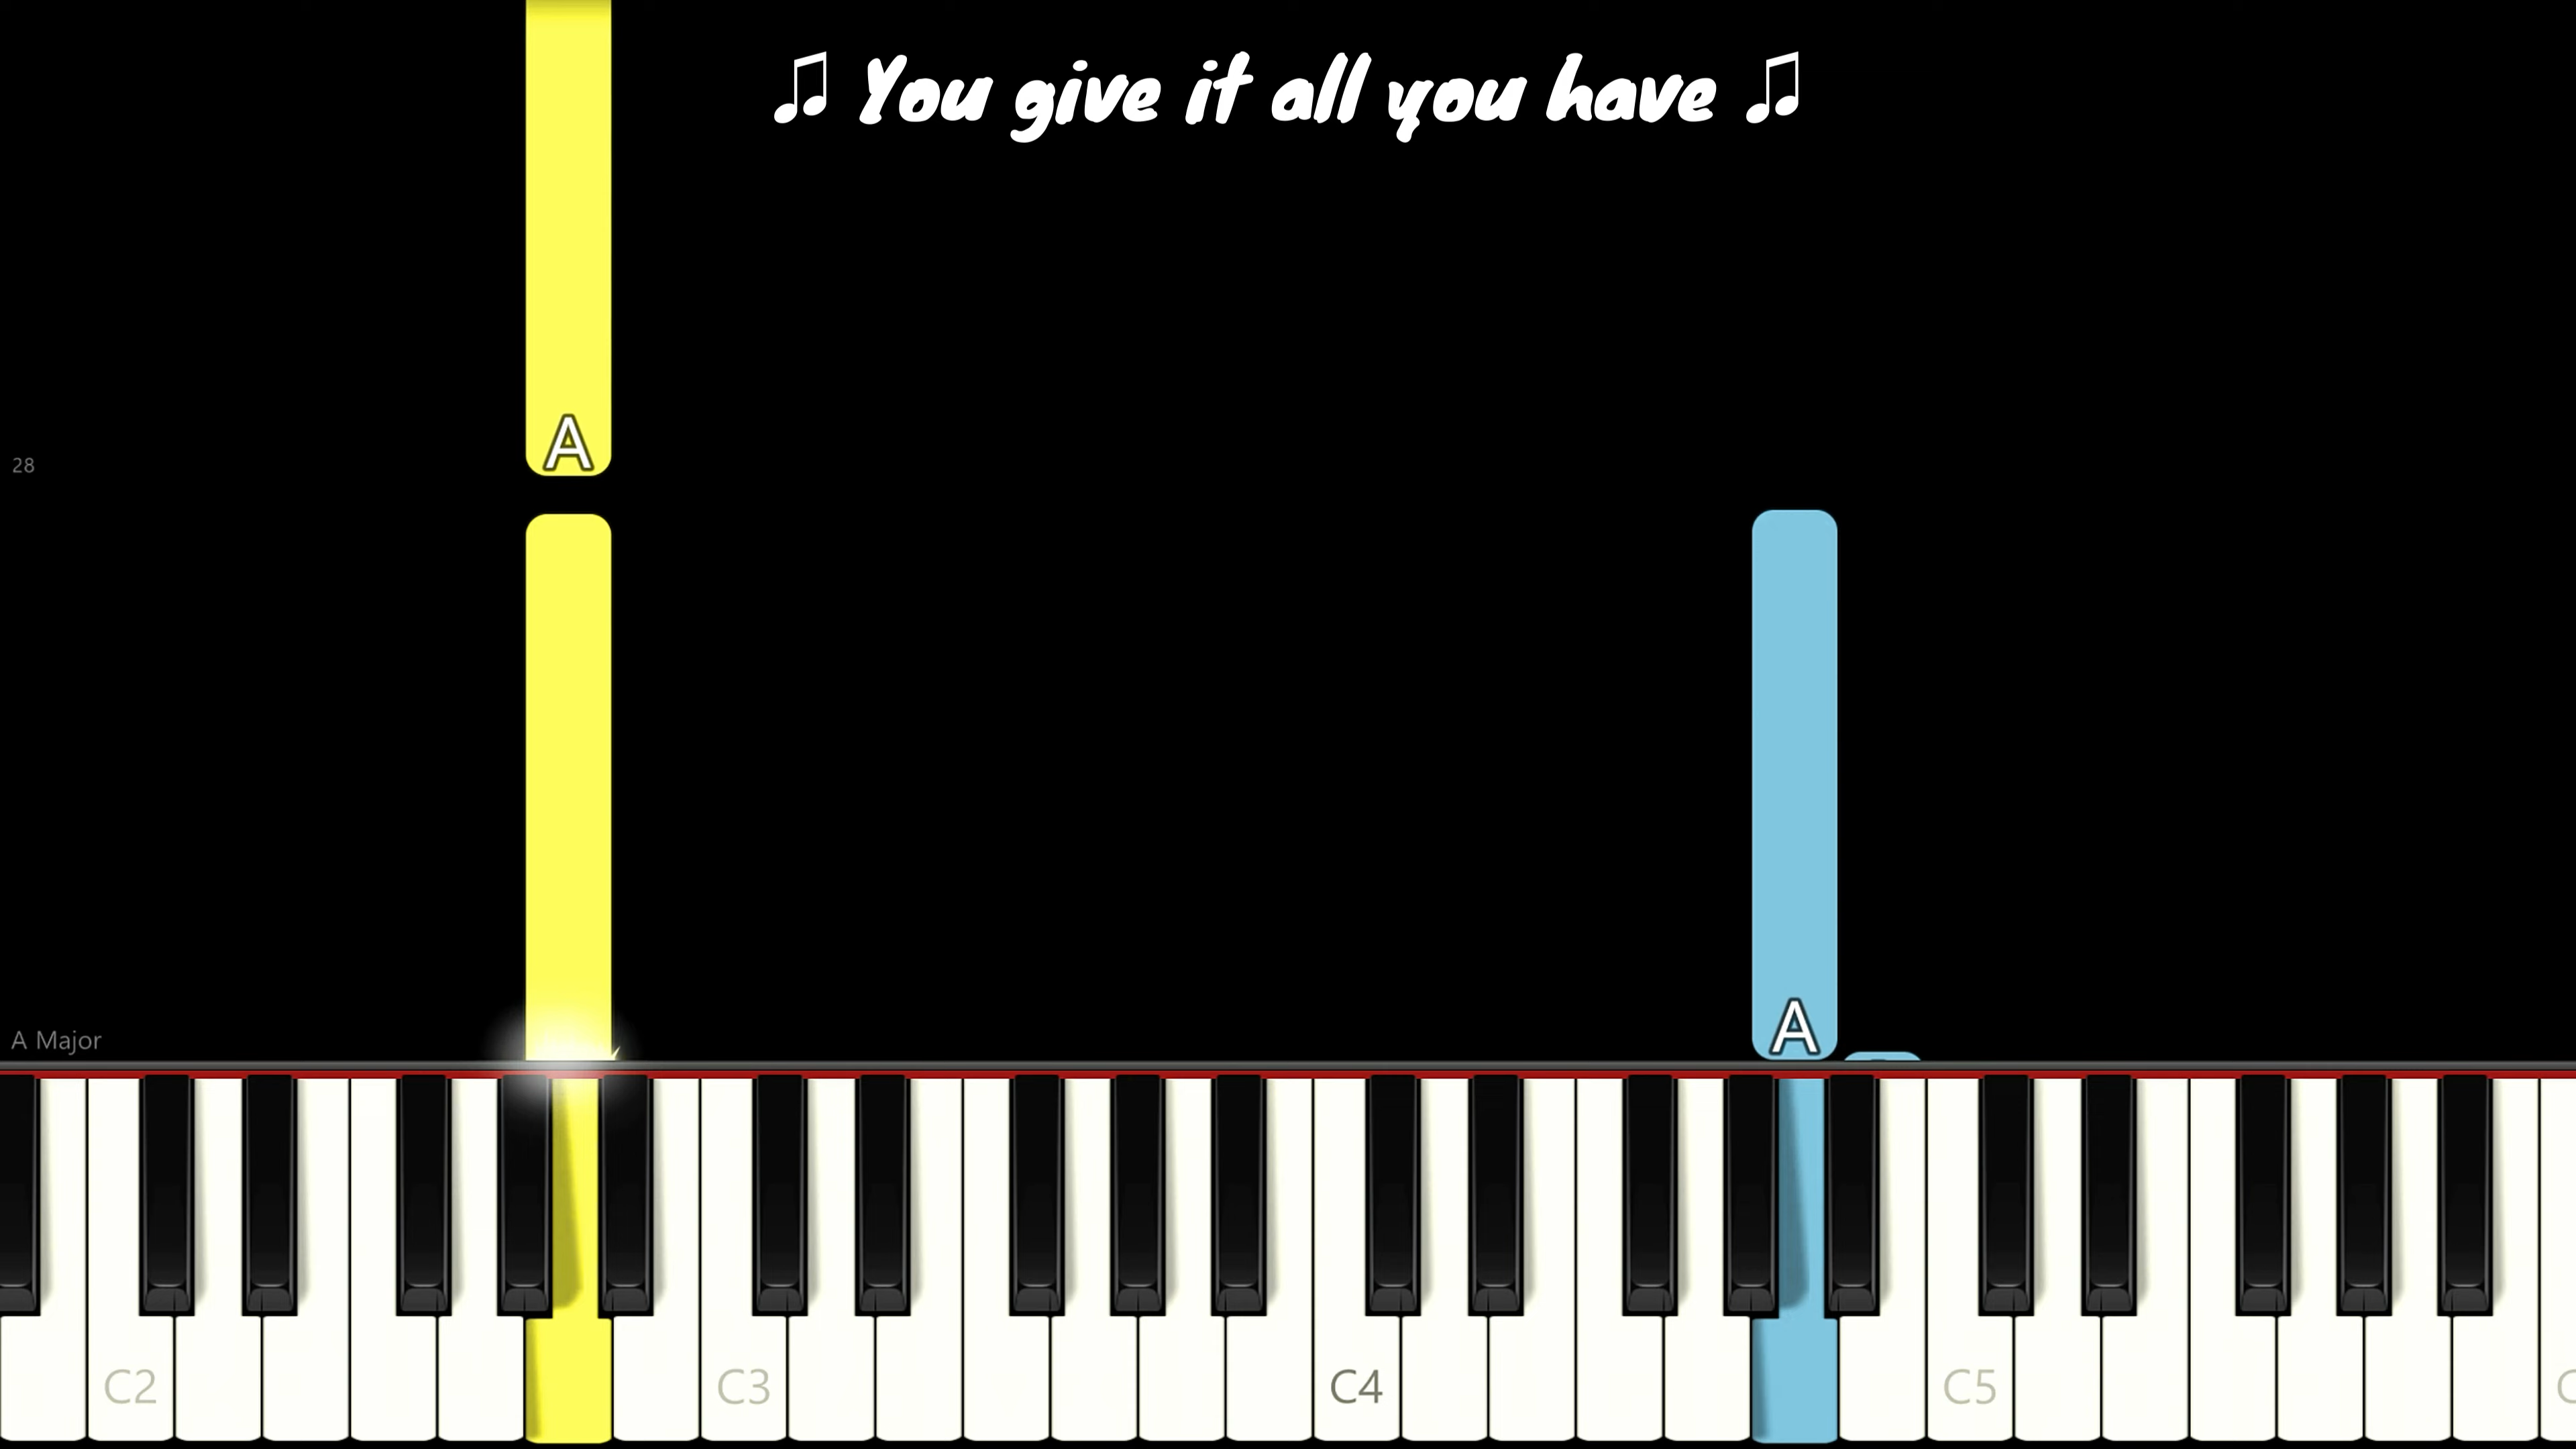 ♫ You give it all you have ♫
A
28
A
A Major
C2 C3 C4 C5